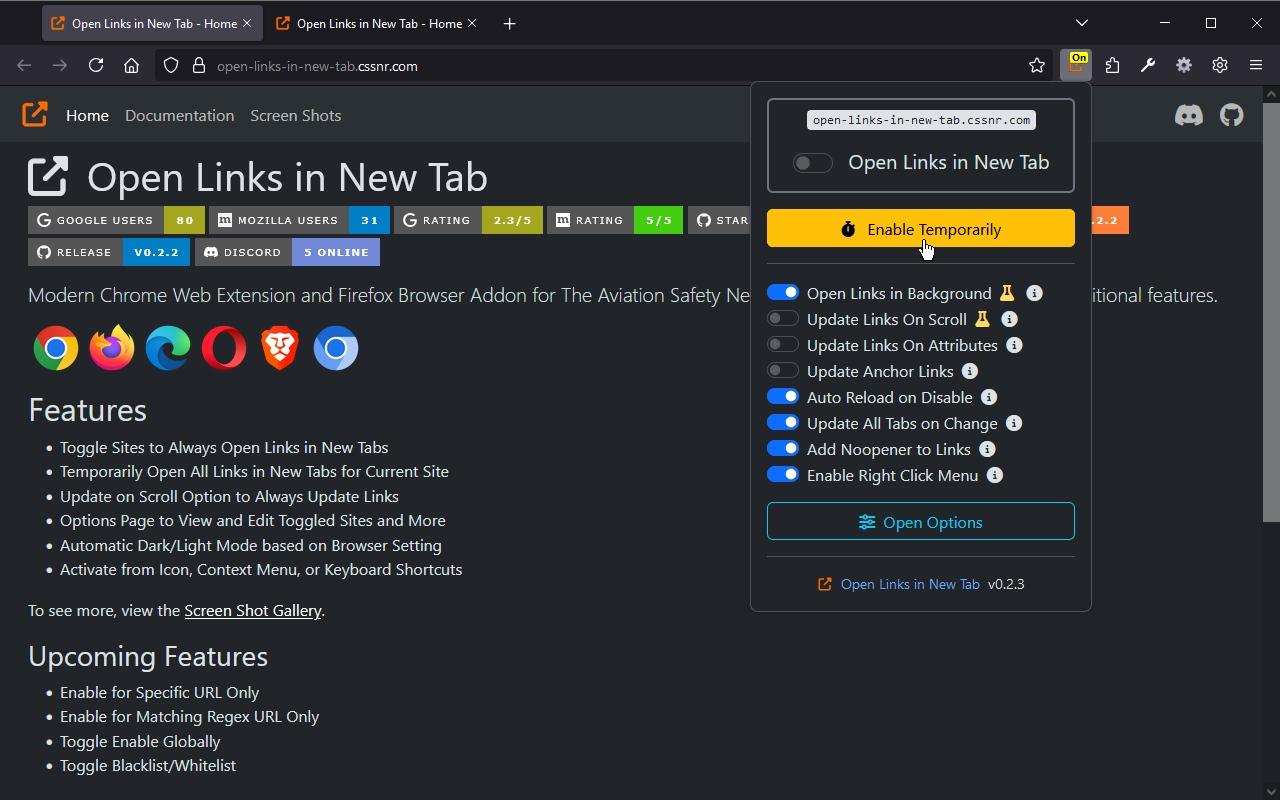 Open Links in New Tab - Home
Open Links in New Tab - Home
open-links-in-new-tab.cssnr.com
On
Home
Documentation
Screen Shots
Open Links in New Tab
GOOGLE USERS 80
MOZILLA USERS 31
RATING 2.3/5
RATING 5/5
STAR
.2.2
RELEASE V0.2.2
DISCORD 5 ONLINE
Modern Chrome Web Extension and Firefox Browser Addon for The Aviation Safety Ne
itional features.
Features
Toggle Sites to Always Open Links in New Tabs
Temporarily Open All Links in New Tabs for Current Site
Update on Scroll Option to Always Update Links
Options Page to View and Edit Toggled Sites and More
Automatic Dark/Light Mode based on Browser Setting
Activate from Icon, Context Menu, or Keyboard Shortcuts
To see more, view the Screen Shot Gallery.
Upcoming Features
Enable for Specific URL Only
Enable for Matching Regex URL Only
Toggle Enable Globally
Toggle Blacklist/Whitelist
open-links-in-new-tab.cssnr.com
Open Links in New Tab
Enable Temporarily
Open Links in Background
Update Links On Scroll
Update Links On Attributes
Update Anchor Links
Auto Reload on Disable
Update All Tabs on Change
Add Noopener to Links
Enable Right Click Menu
Open Options
Open Links in New Tab v0.2.3